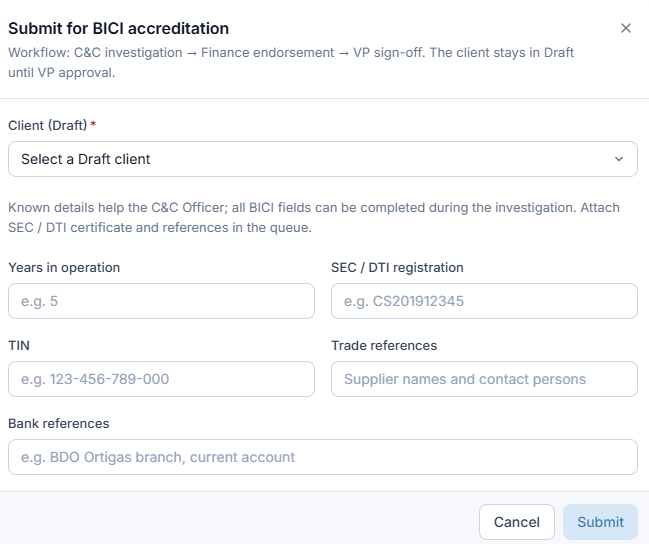 Submit for BICI accreditation
Workflow: C&C investigation → Finance endorsement → VP sign-off. The client stays in Draft
until VP approval.
Client (Draft) *
Select a Draft client
Known details help the C&C Officer; all BICI fields can be completed during the investigation. Attach
SEC / DTI certificate and references in the queue.
Years in operation
SEC / DTI registration
e.g. 5
e.g. CS201912345
TIN
Trade references
e.g. 123-456-789-000
Supplier names and contact persons
Bank references
e.g. BDO Ortigas branch, current account
Cancel
Submit